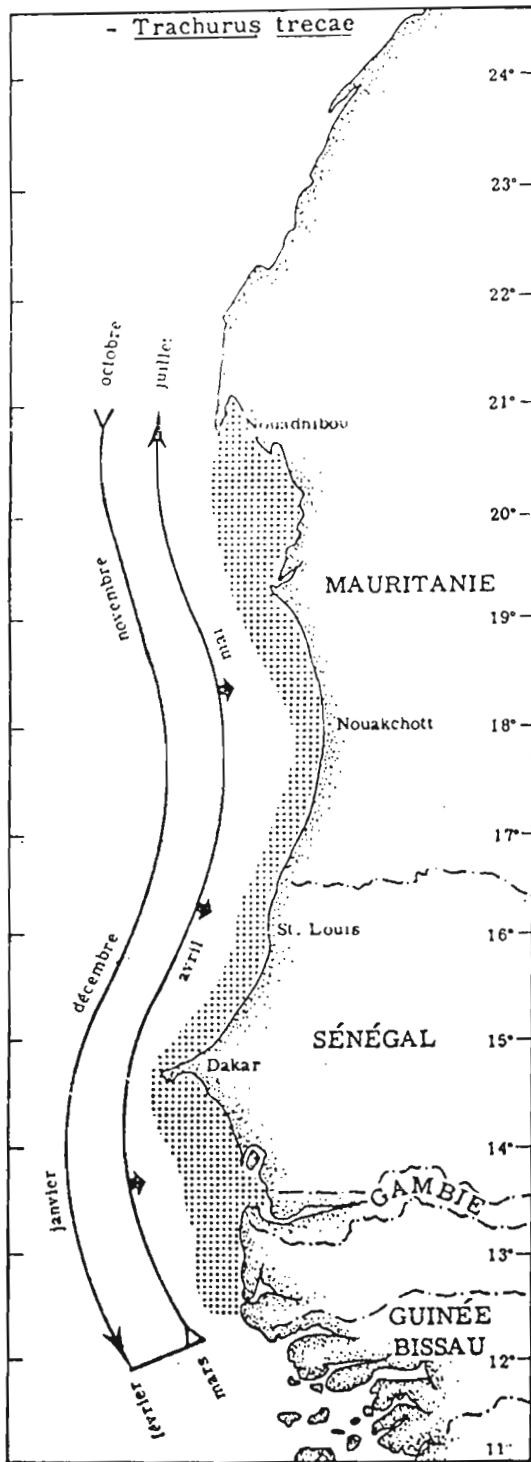 - Trachurus trecae
24°
23°
22°
octobre
juillet
21°
Nouadhibou
20°
novembre
MAURITANIE
19°
mai
Nouakchott
18°
17°
St. Louis
16°
décembre
avril
SÉNÉGAL
15°
Dakar
14°
janvier
GAMBIE
13°
GUINÉE
BISSAU
12°
février
mars
11°